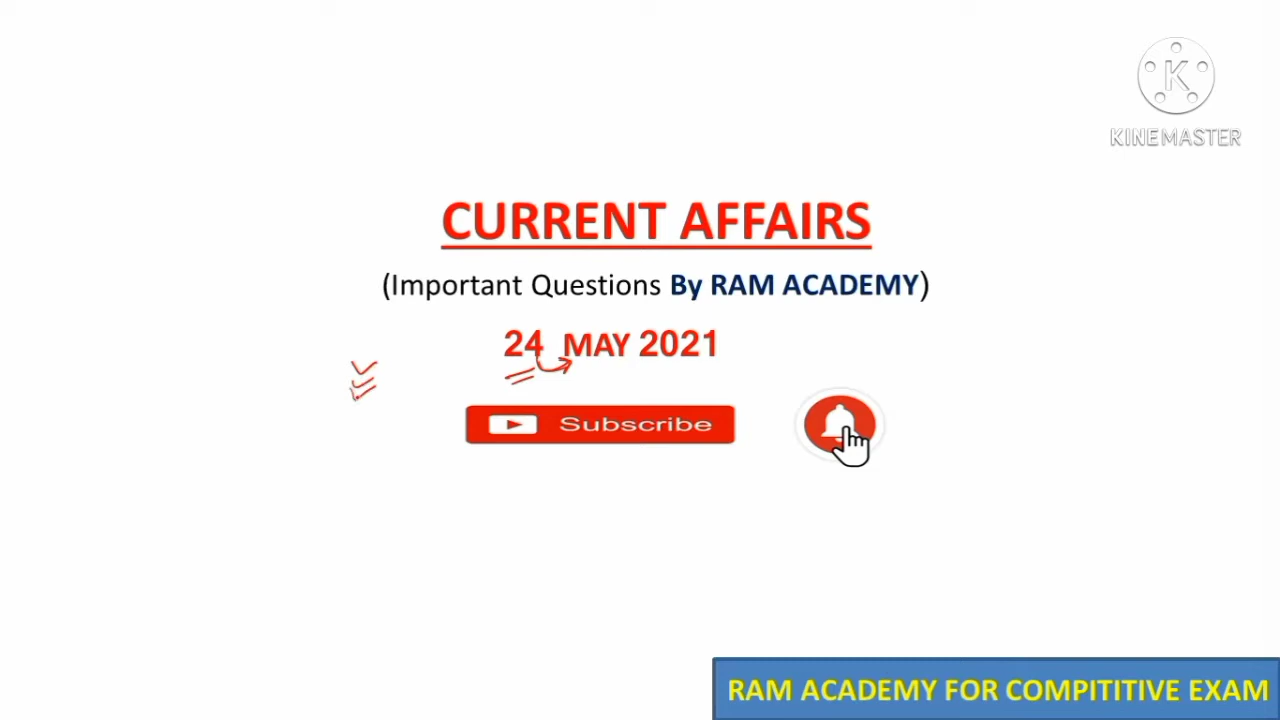 K
KINEMASTER
CURRENT AFFAIRS
(Important Questions By RAM ACADEMY)
24 MAY 2021
Subscribe
RAM ACADEMY FOR COMPITITIVE EXAM